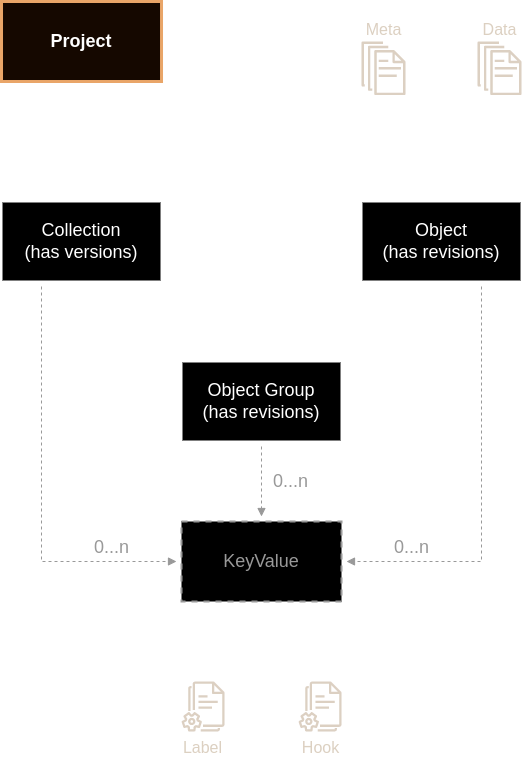 Project
Meta
Data
Collection
(has versions)
Object
(has revisions)
Object Group
(has revisions)
0...n
0...n
0...n
KeyValue
Label
Hook